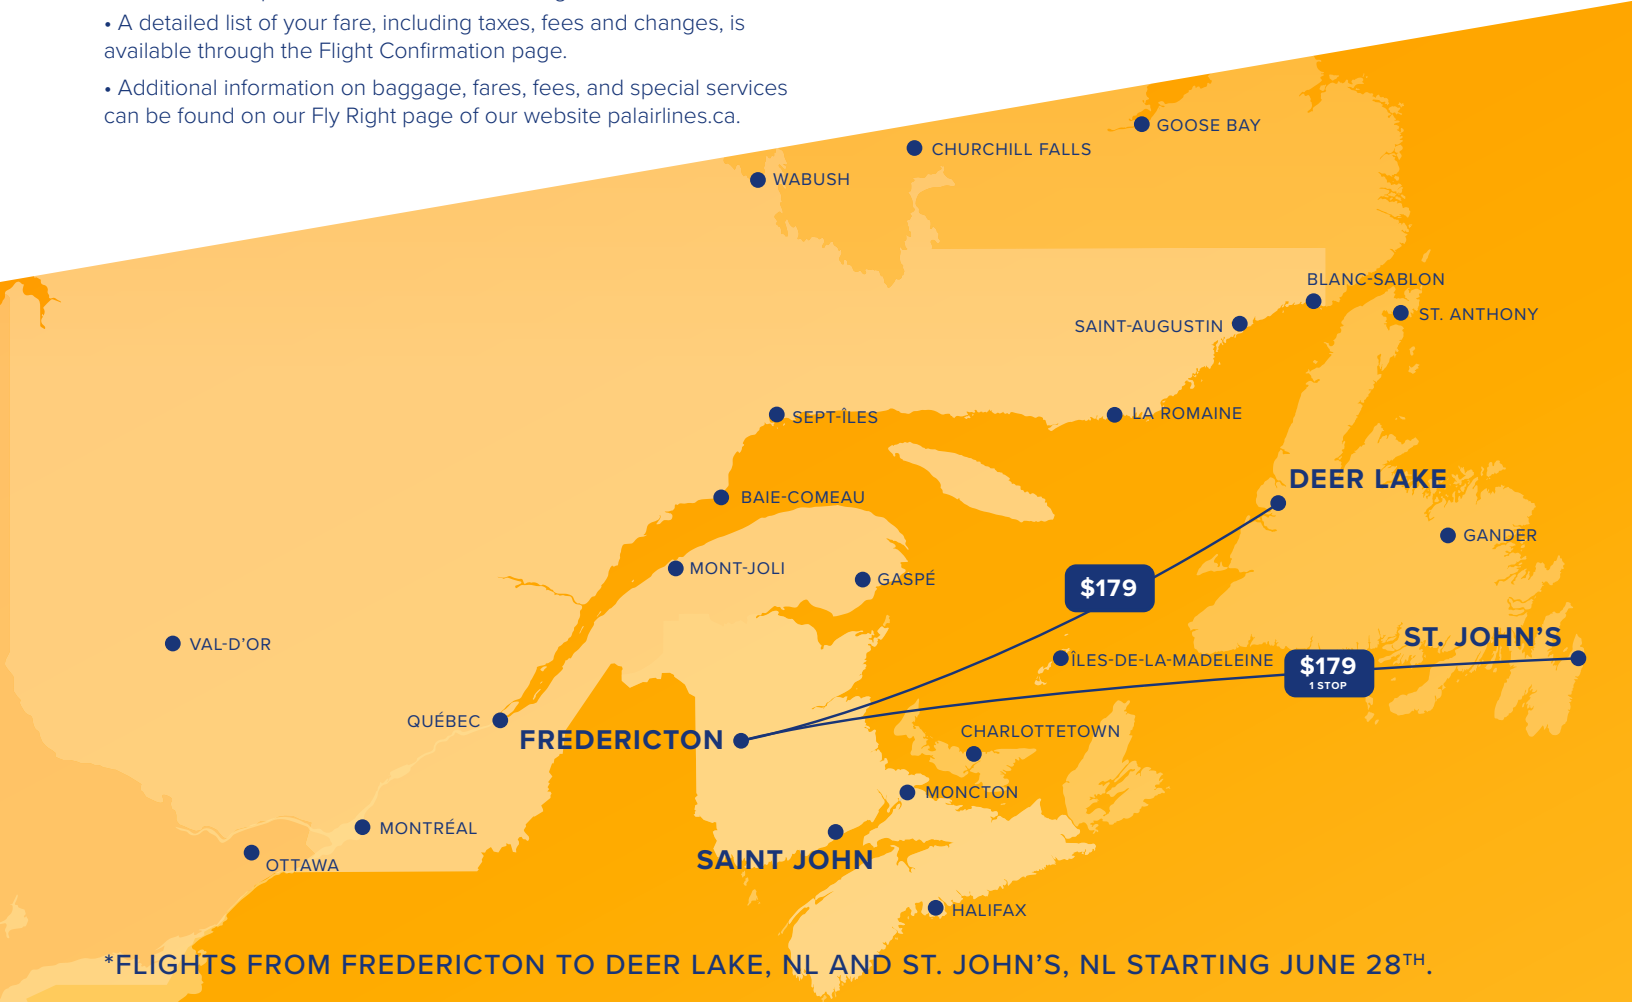 • A detailed list of your fare, including taxes, fees and changes, is
available through the Flight Confirmation page.
• Additional information on baggage, fares, fees, and special services
can be found on our Fly Right page of our website palairlines.ca.
GOOSE BAY
CHURCHILL FALLS
WABUSH
BLANC-SABLON
ST. ANTHONY
SAINT-AUGUSTIN
SEPT-ÎLES
LA ROMAINE
DEER LAKE
BAIE-COMEAU
GANDER
MONT-JOLI
GASPÉ
$179
VAL-D'OR
ST. JOHN'S
ÎLES-DE-LA-MADELEINE
$179
1 STOP
QUÉBEC
FREDERICTON
CHARLOTTETOWN
MONCTON
MONTRÉAL
SAINT JOHN
OTTAWA
HALIFAX
*FLIGHTS FROM FREDERICTON TO DEER LAKE, NL AND ST. JOHN'S, NL STARTING JUNE 28TH.